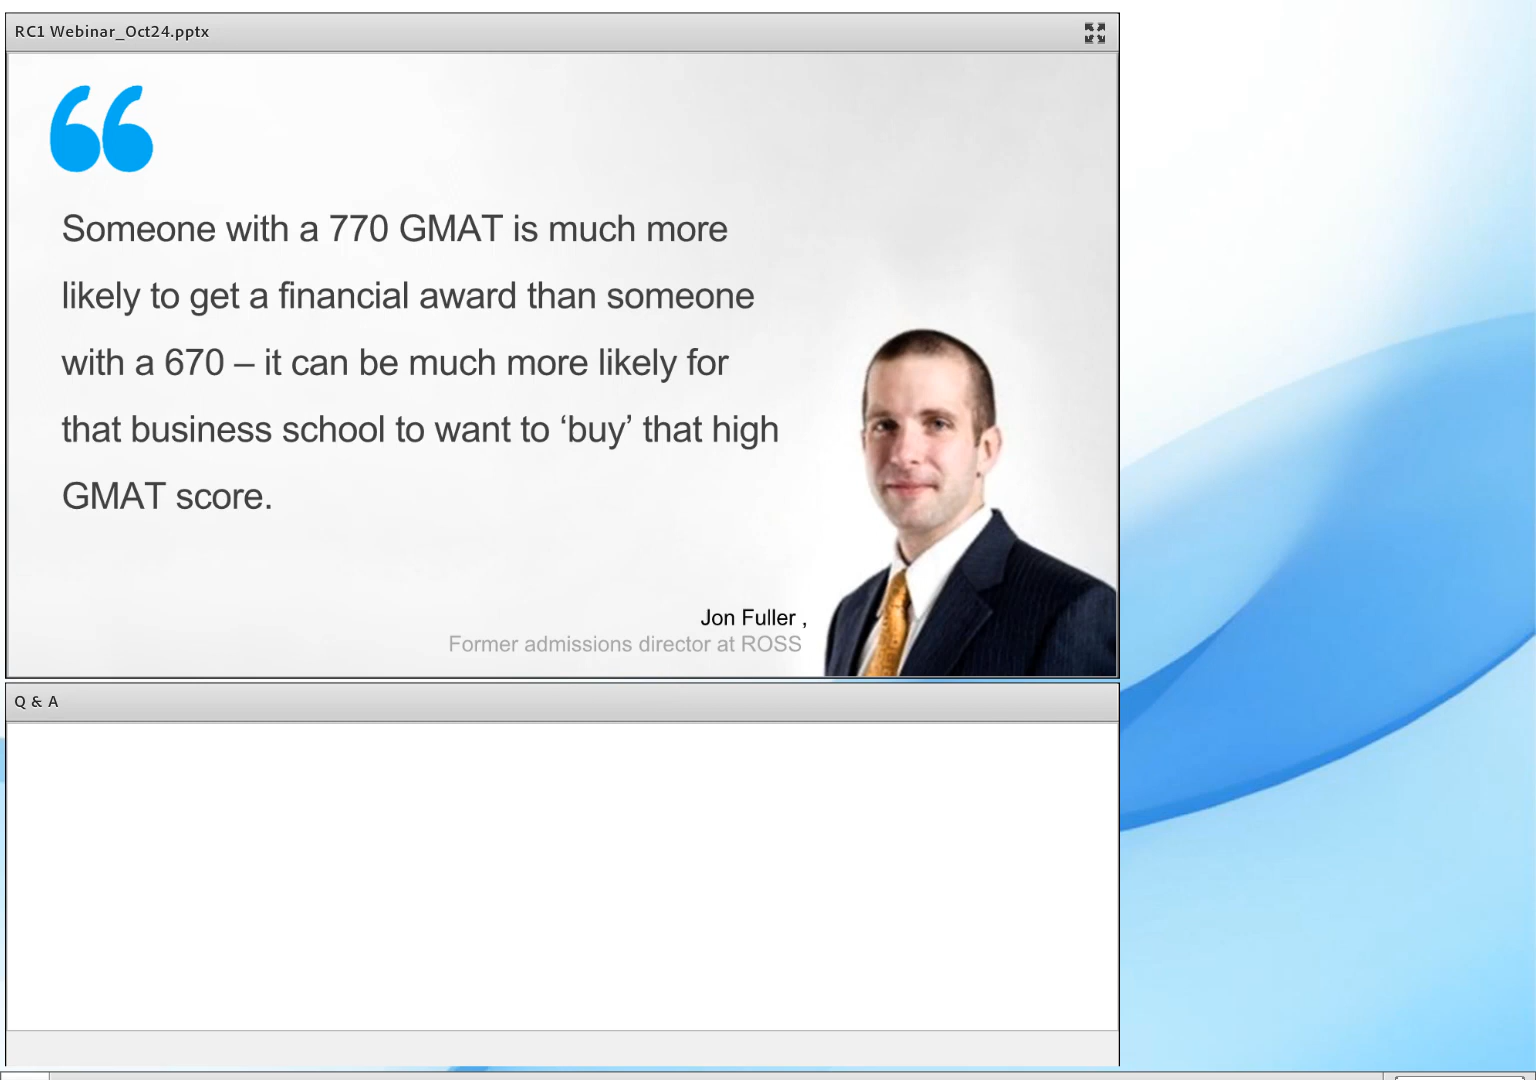 RC1 Webinar_Oct24.pptx
“
Someone with a 770 GMAT is much more
likely to get a financial award than someone
with a 670 – it can be much more likely for
that business school to want to ‘buy’ that high
GMAT score.
Jon Fuller ,
Former admissions director at ROSS
Q & A